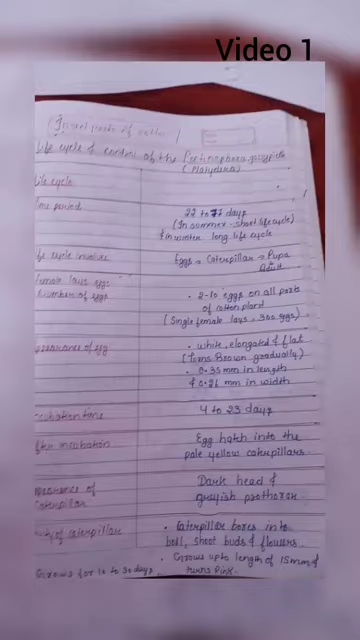 Video 1
(Insect pests of cotton)
Life cycle & control of the Pectinophora gossypiella
life cycle
Time period
22 to 77 days
(In summer - short life cycle)
& in winter long life cycle
life cycle involves
Eggs → Caterpillar → Pupa
Adult
Female lays eggs
Number of eggs
• 2-10 eggs on all parts
of cotton plant
(Single female lays = 300 eggs)
appearance of egg
• white, elongated & flat
(Turns Brown gradually)
• 0.35 mm in length
& 0.26 mm in width
Incubation time
4 to 23 days
After incubation
Egg hatch into the
pale yellow caterpillars.
appearance of
Caterpillar
Dark head &
greyish prothorax
of caterpillar
• Caterpillar bores into
boll, shoot buds & flowers.
Grows for 10 to 30 days
• Grows upto length of 15mm &
turns Pink.